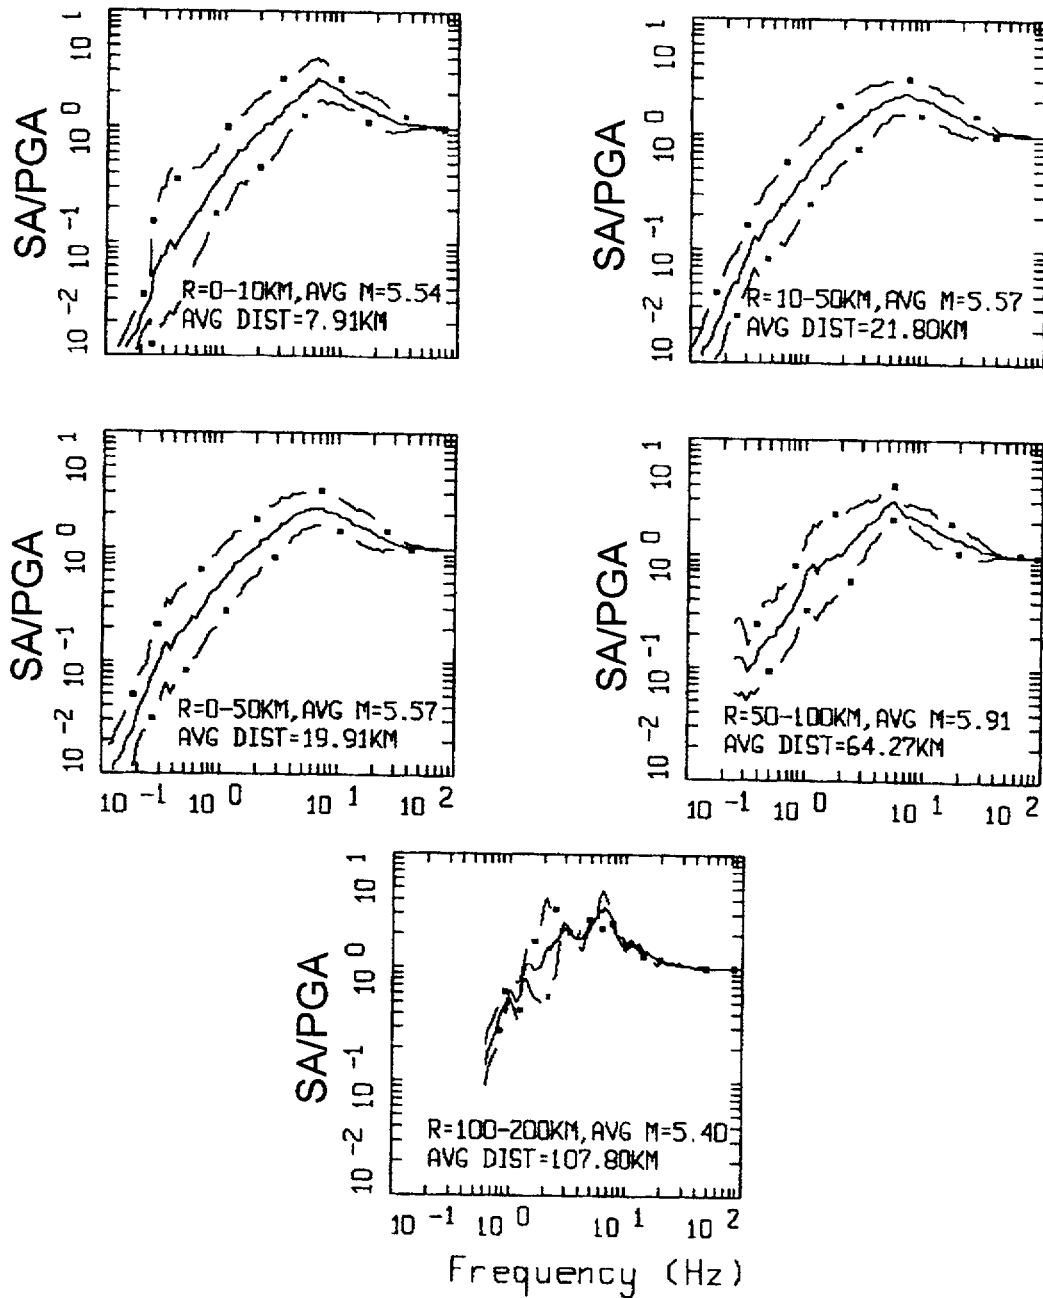 SA/PGA
10 1
10 0
10 -1
10 -2
R=0-10KM, AVG M=5.54
AVG DIST=7.91KM
SA/PGA
10 1
10 0
10 -1
10 -2
R=10-50KM, AVG M=5.57
AVG DIST=21.80KM
SA/PGA
10 1
10 0
10 -1
10 -2
R=0-50KM, AVG M=5.57
AVG DIST=19.91KM
10 -1 10 0 10 1 10 2
SA/PGA
10 1
10 0
10 -1
10 -2
R=50-100KM, AVG M=5.91
AVG DIST=64.27KM
10 -1 10 0 10 1 10 2
SA/PGA
10 1
10 0
10 -1
10 -2
R=100-200KM, AVG M=5.40
AVG DIST=107.80KM
10 -1 10 0 10 1 10 2
Frequency (Hz)